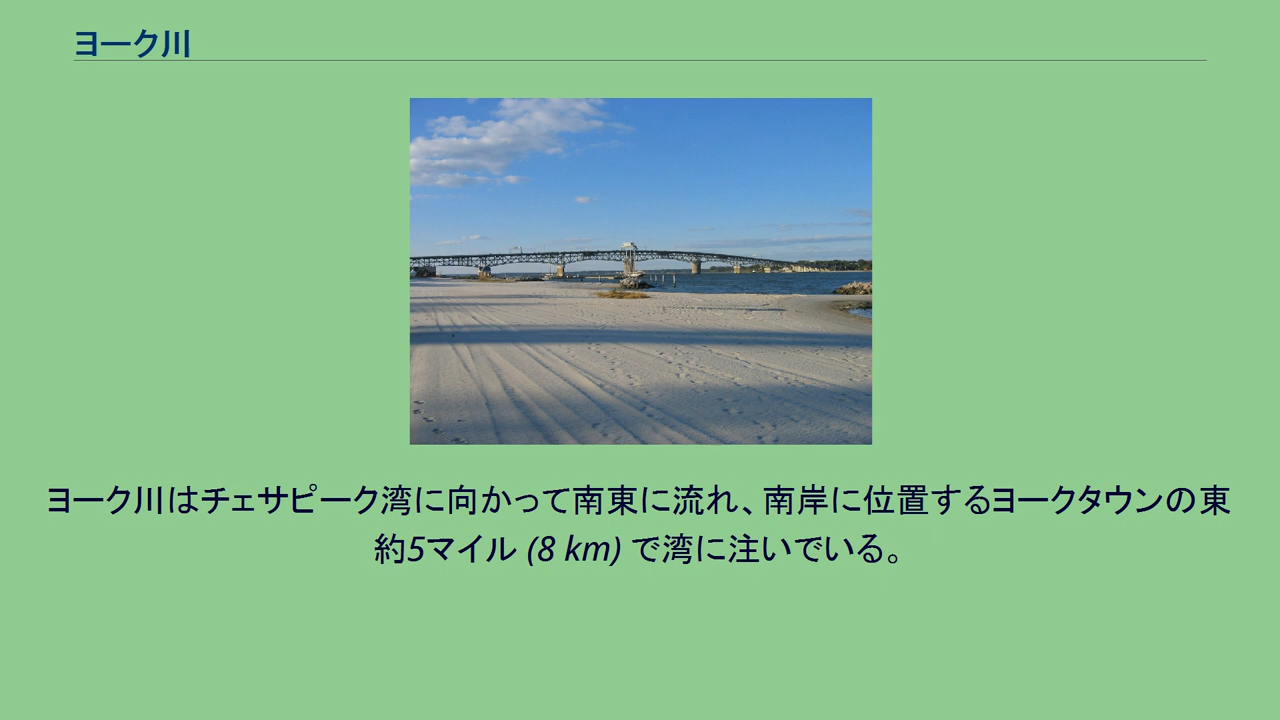 ヨーク川
ヨーク川はチェサピーク湾に向かって南東に流れ、南岸に位置するヨークタウンの東
約5マイル (8 km) で湾に注いでいる。